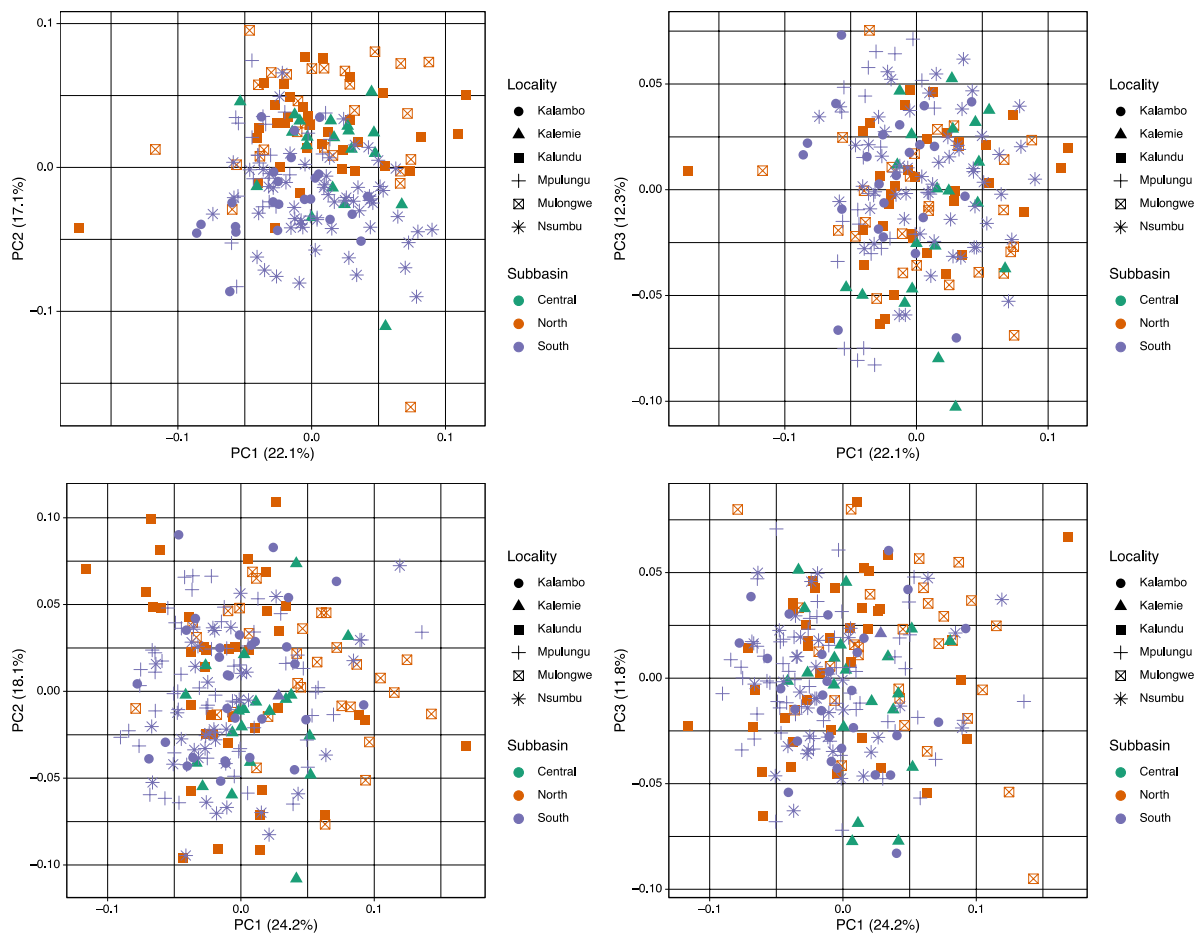 0.1
0.0
−0.1
PC2 (17.1%)
−0.1
0.0
0.1
PC1 (22.1%)
Locality
Kalambo
Kalemie
Kalundu
Mpulungu
Mulongwe
Nsumbu
Subbasin
Central
North
South
0.05
0.00
−0.05
−0.10
PC3 (12.3%)
−0.1
0.0
0.1
PC1 (22.1%)
Locality
Kalambo
Kalemie
Kalundu
Mpulungu
Mulongwe
Nsumbu
Subbasin
Central
North
South
0.10
0.05
0.00
−0.05
−0.10
PC2 (18.1%)
0.0
0.1
PC1 (24.2%)
Locality
Kalambo
Kalemie
Kalundu
Mpulungu
Mulongwe
Nsumbu
Subbasin
Central
North
South
0.05
0.00
−0.05
−0.10
PC3 (11.8%)
−0.1
0.0
0.1
PC1 (24.2%)
Locality
Kalambo
Kalemie
Kalundu
Mpulungu
Mulongwe
Nsumbu
Subbasin
Central
North
South